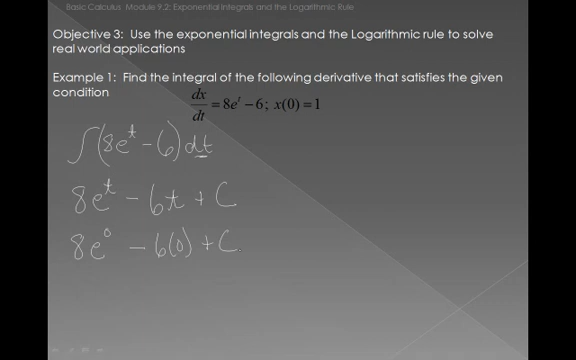 Basic Calculus Module 9.2: Exponential Integrals and the Logarithmic Rule
Objective 3: Use the exponential integrals and the Logarithmic rule to solve
real world applications
Example 1: Find the integral of the following derivative that satisfies the given
condition
dx/dt = 8e^t − 6; x(0) = 1
∫(8e^t − 6) dt
8e^t − 6t + C
8e^0 − 6(0) + C